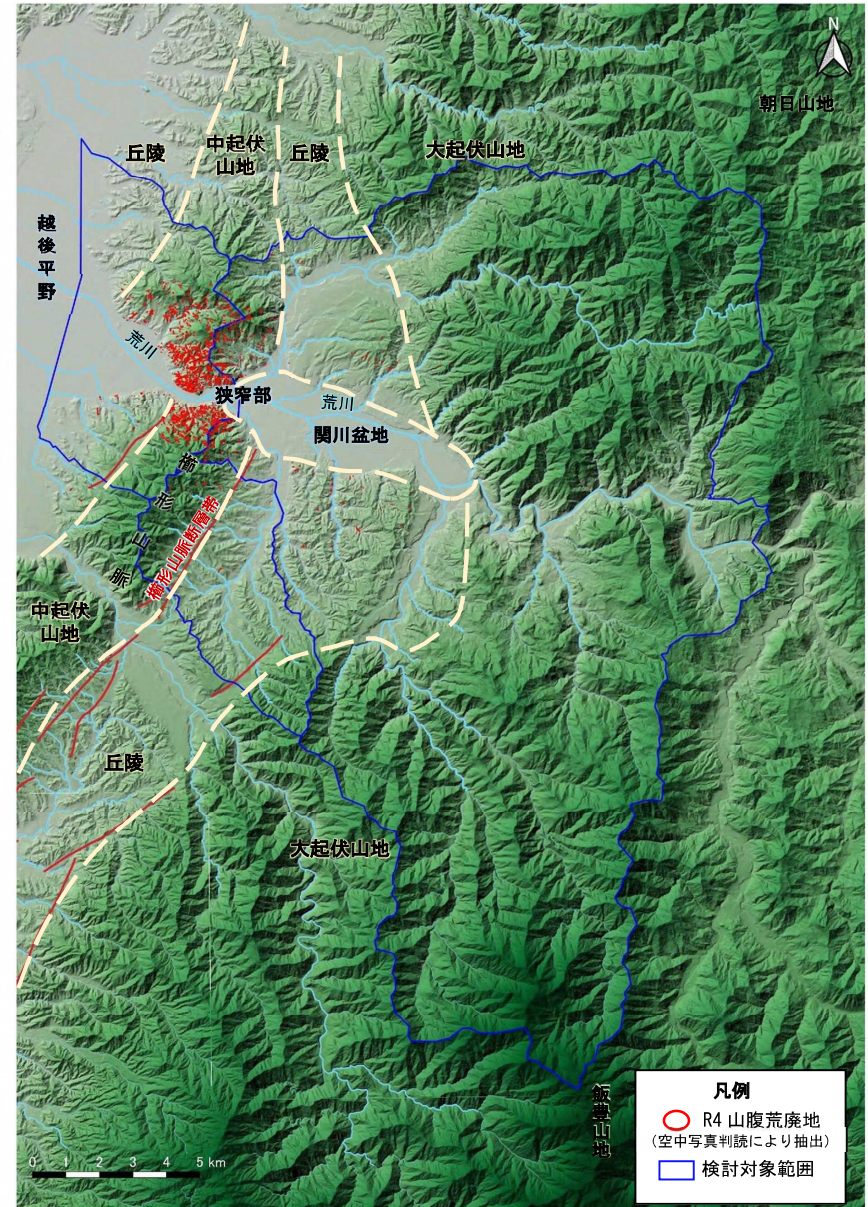 N
朝日山地
丘陵
中起伏
山地
丘陵
大起伏山地
越後平野
荒川
狭窄部
荒川
関川盆地
櫛形山脈
櫛形山脈断層帯
中起伏
山地
丘陵
大起伏山地
飯豊山地
0 1 2 3 4 5 km
凡例
R4 山腹荒廃地
(空中写真判読により抽出)
検討対象範囲